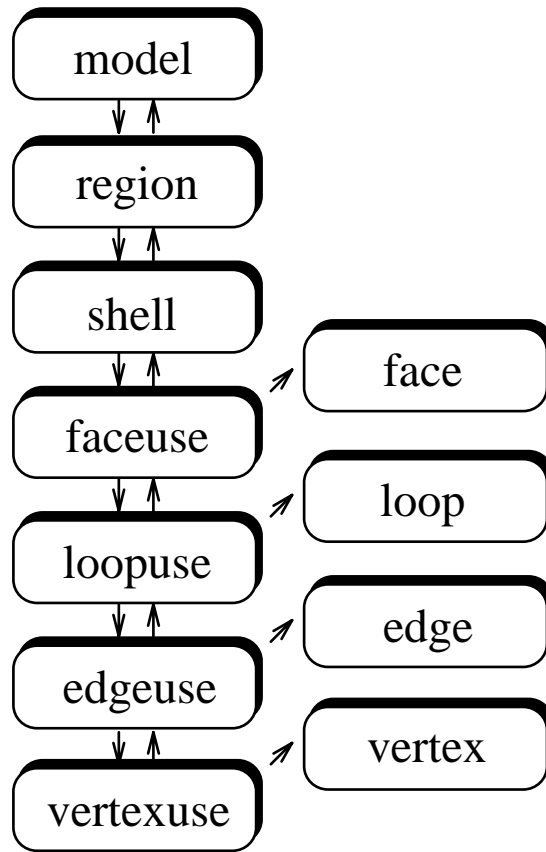 model
region
shell
face
faceuse
loop
loopuse
edge
edgeuse
vertex
vertexuse